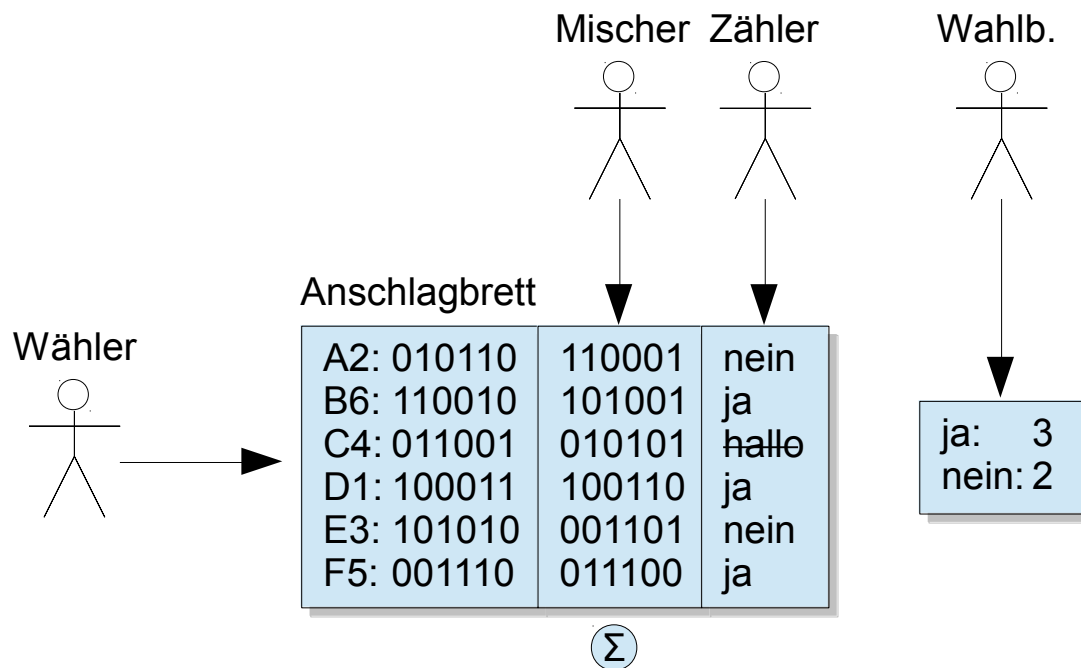 Mischer Zähler Wahlb.
Anschlagbrett
Wähler
A2: 010110 110001 nein
B6: 110010 101001 ja
C4: 011001 010101 hallo
D1: 100011 100110 ja
E3: 101010 001101 nein
F5: 001110 011100 ja
ja: 3
nein: 2
Σ